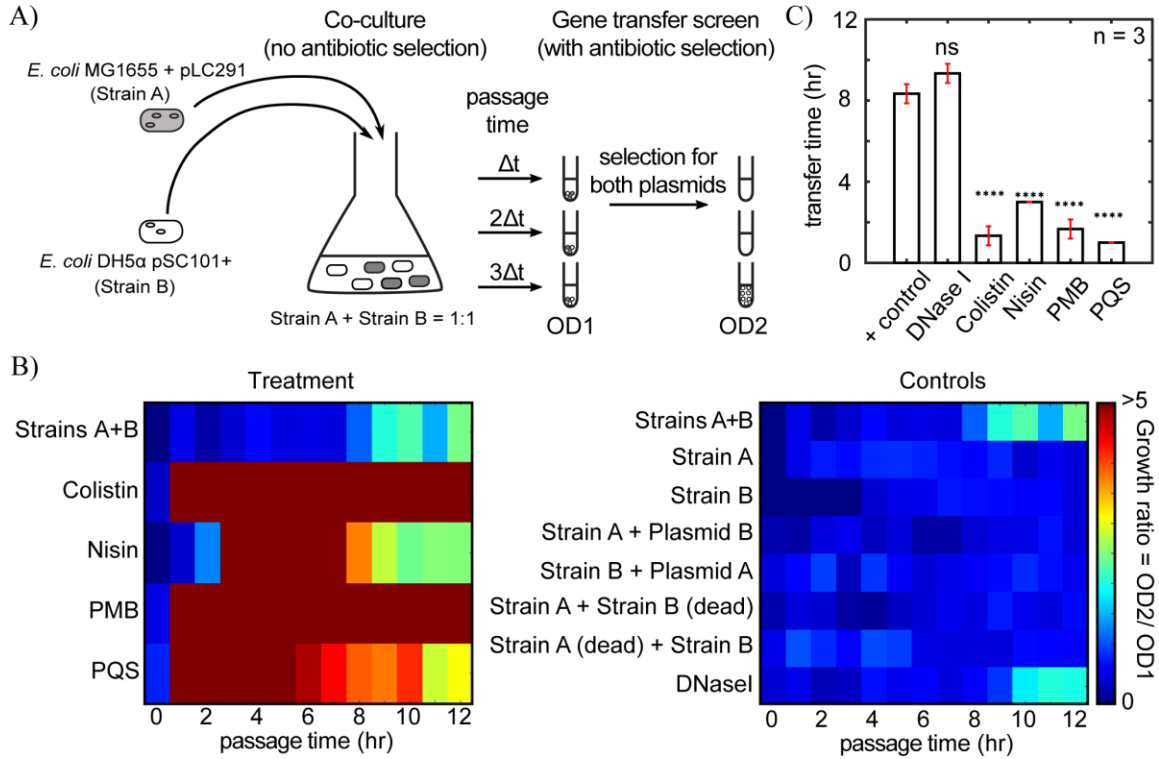 A)
Co-culture
(no antibiotic selection)
Gene transfer screen
(with antibiotic selection)
E. coli MG1655 + pLC291
(Strain A)
passage
time
Δt
2Δt
3Δt
selection for
both plasmids
E. coli DH5α pSC101+
(Strain B)
Strain A + Strain B = 1:1
OD1
OD2
C)
n = 3
12
8
4
0
transfer time (hr)
ns
****
****
****
****
+ control
DNase I
Colistin
Nisin
PMB
PQS
B)
Treatment
Strains A+B
Colistin
Nisin
PMB
PQS
0 2 4 6 8 10 12
passage time (hr)
Controls
Strains A+B
Strain A
Strain B
Strain A + Plasmid B
Strain B + Plasmid A
Strain A + Strain B (dead)
Strain A (dead) + Strain B
DNaseI
0 2 4 6 8 10 12
passage time (hr)
>5
0
Growth ratio = OD2/ OD1